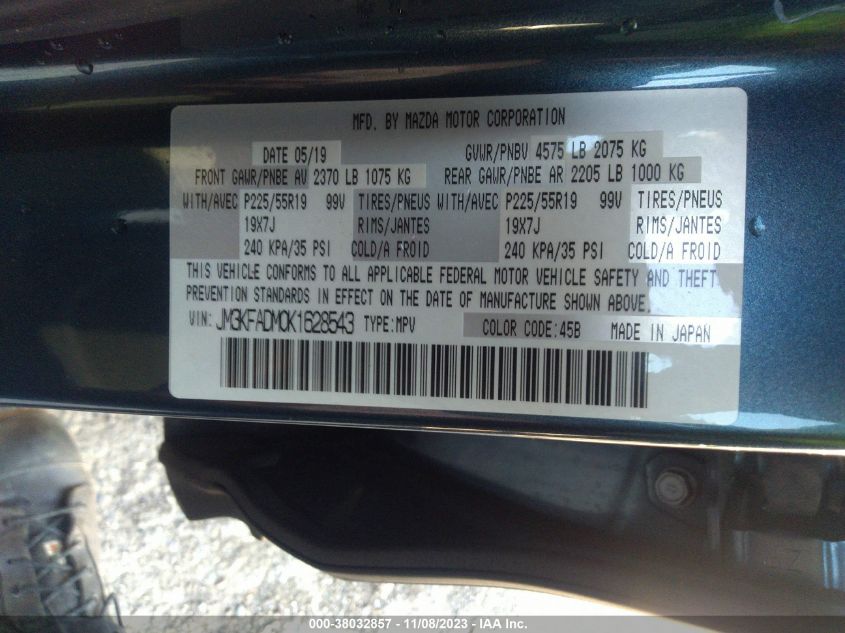 MFD. BY MAZDA MOTOR CORPORATION
DATE 05/19 GVWR/PNBV 4575 LB 2075 KG
FRONT GAWR/PNBE AV 2370 LB 1075 KG REAR GAWR/PNBE AR 2205 LB 1000 KG
WITH/AVEC P225/55R19 99V TIRES/PNEUS WITH/AVEC P225/55R19 99V TIRES/PNEUS
19X7J RIMS/JANTES 19X7J RIMS/JANTES
240 KPA/35 PSI COLD/A FROID 240 KPA/35 PSI COLD/A FROID
THIS VEHICLE CONFORMS TO ALL APPLICABLE FEDERAL MOTOR VEHICLE SAFETY AND THEFT
PREVENTION STANDARDS IN EFFECT ON THE DATE OF MANUFACTURE SHOWN ABOVE.
VIN: JM3KFADM0K1628543 TYPE:MPV COLOR CODE:45B MADE IN JAPAN
000-38032857 - 11/08/2023 - IAA Inc.